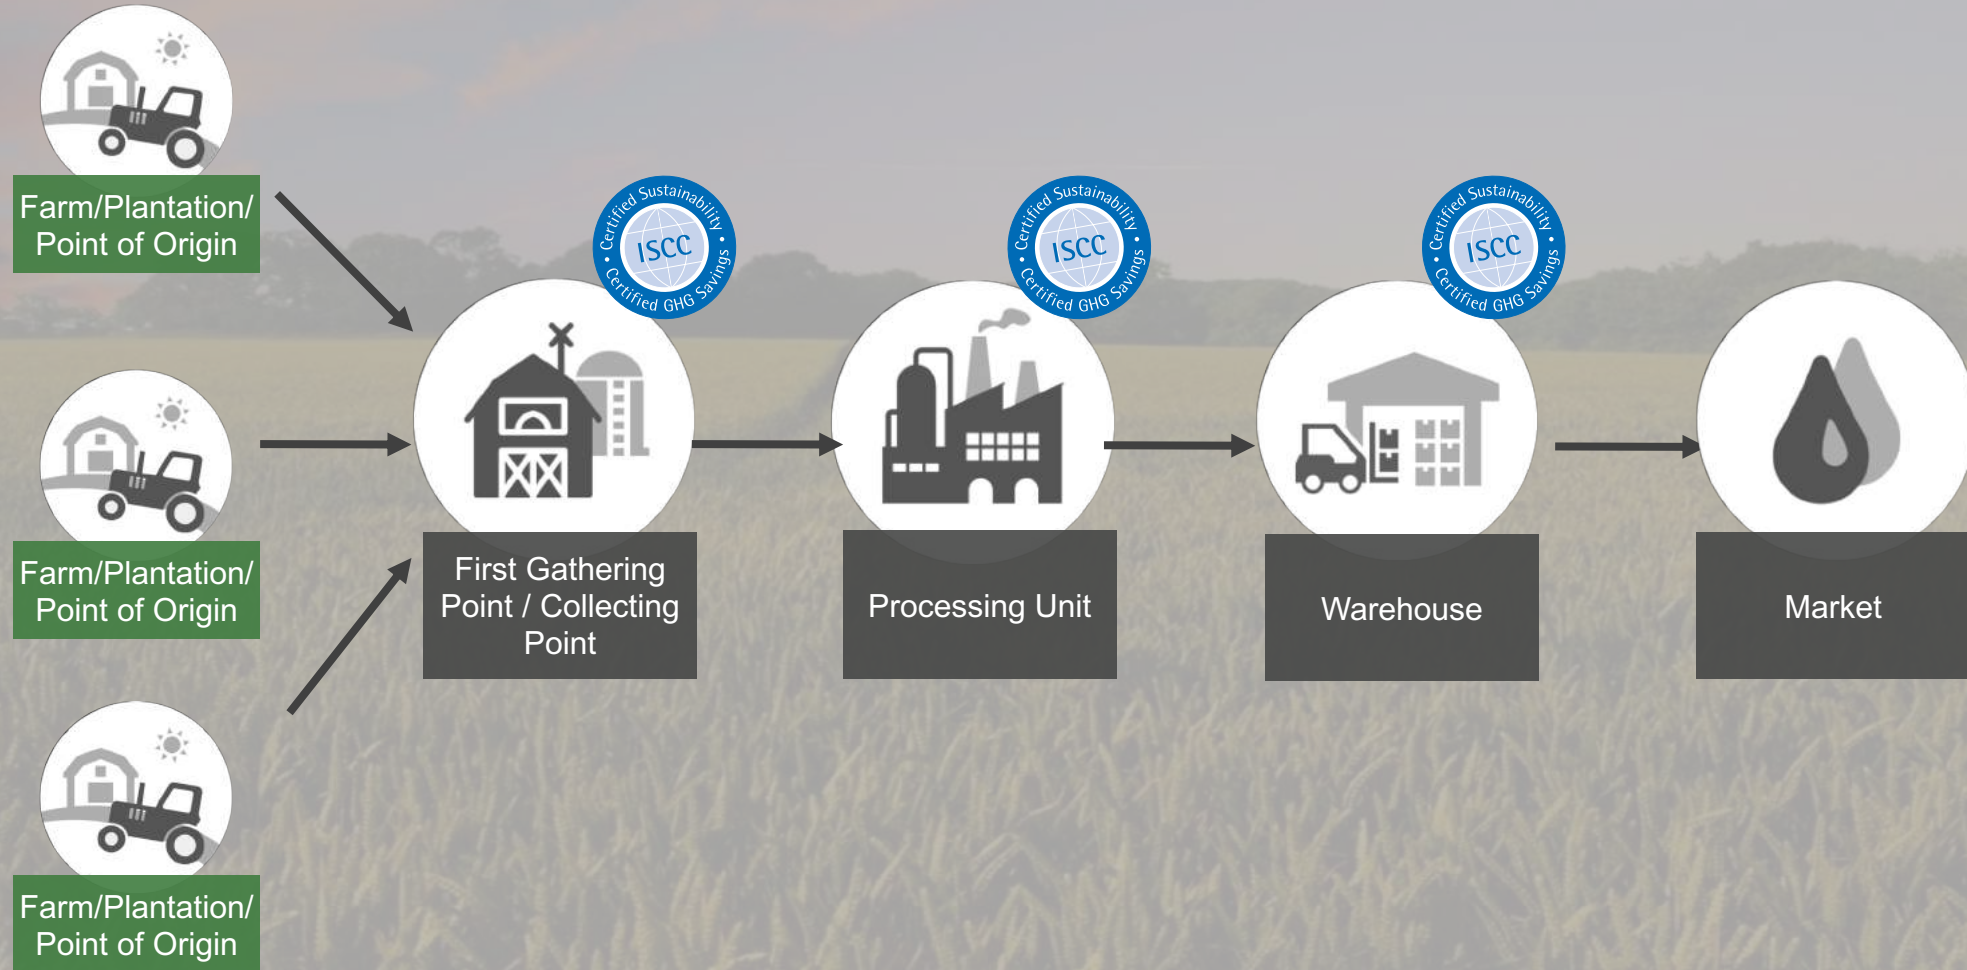 Farm/Plantation/
Point of Origin
Farm/Plantation/
Point of Origin
Farm/Plantation/
Point of Origin
• Certified Sustainability • Certified GHG Savings
ISCC
First Gathering
Point / Collecting
Point
• Certified Sustainability • Certified GHG Savings
ISCC
Processing Unit
• Certified Sustainability • Certified GHG Savings
ISCC
Warehouse
Market